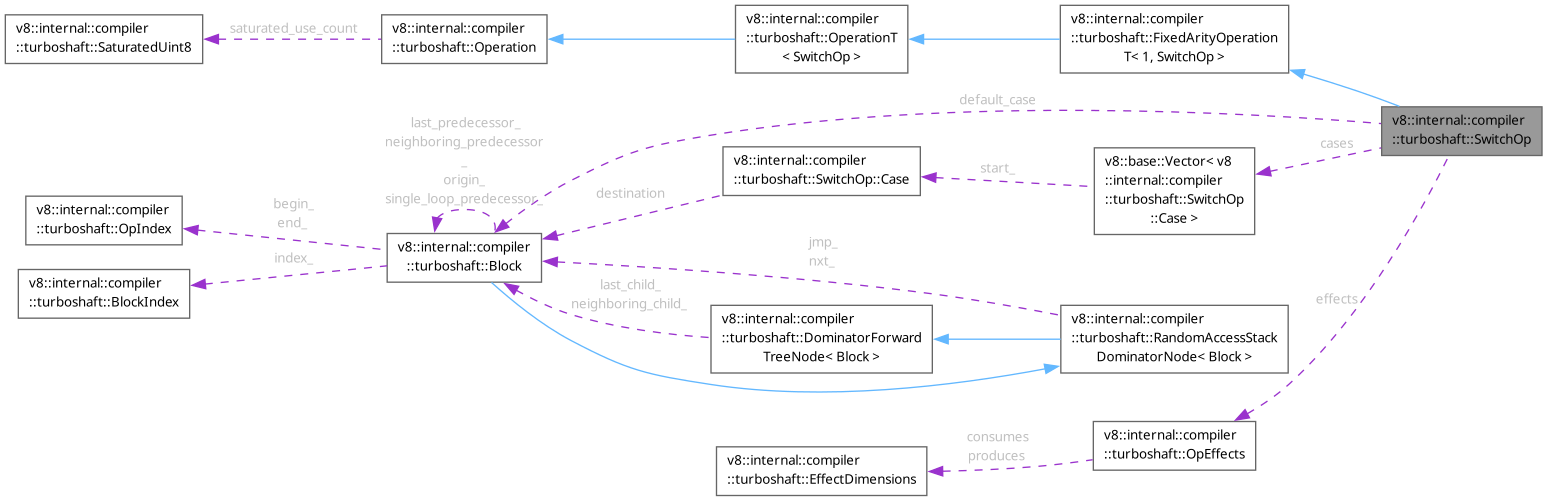 v8::internal::compiler
::turboshaft::SaturatedUint8
saturated_use_count
v8::internal::compiler
::turboshaft::Operation
v8::internal::compiler
::turboshaft::OperationT
< SwitchOp >
v8::internal::compiler
::turboshaft::FixedArityOperation
T< 1, SwitchOp >
v8::internal::compiler
::turboshaft::SwitchOp
default_case
cases
effects
last_predecessor_
neighboring_predecessor
_
origin_
single_loop_predecessor_
v8::internal::compiler
::turboshaft::SwitchOp::Case
start_
v8::base::Vector< v8
::internal::compiler
::turboshaft::SwitchOp
::Case >
destination
v8::internal::compiler
::turboshaft::OpIndex
begin_
end_
v8::internal::compiler
::turboshaft::Block
index_
v8::internal::compiler
::turboshaft::BlockIndex
jmp_
nxt_
last_child_
neighboring_child_
v8::internal::compiler
::turboshaft::DominatorForward
TreeNode< Block >
v8::internal::compiler
::turboshaft::RandomAccessStack
DominatorNode< Block >
v8::internal::compiler
::turboshaft::OpEffects
consumes
produces
v8::internal::compiler
::turboshaft::EffectDimensions